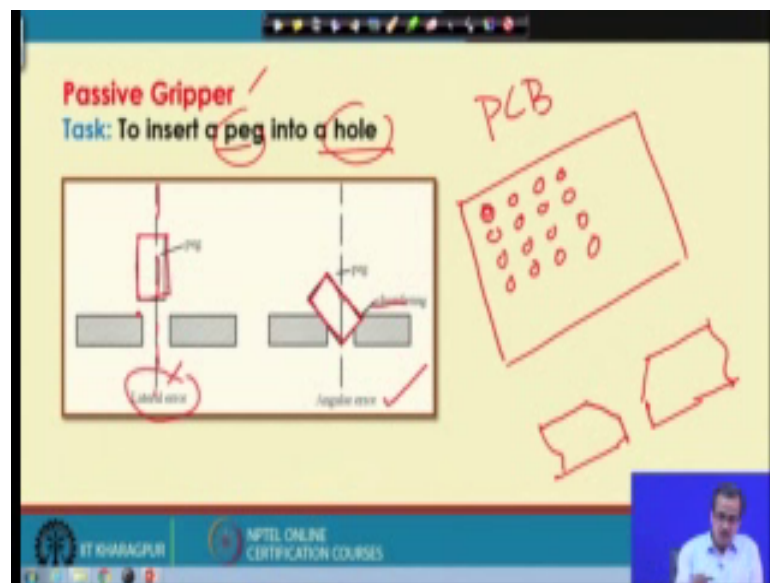 Passive Gripper
Task: To insert a peg into a hole
PCB
peg
peg
chamfering
Lateral error
Angular error
IIT KHARAGPUR
NPTEL ONLINE
CERTIFICATION COURSES